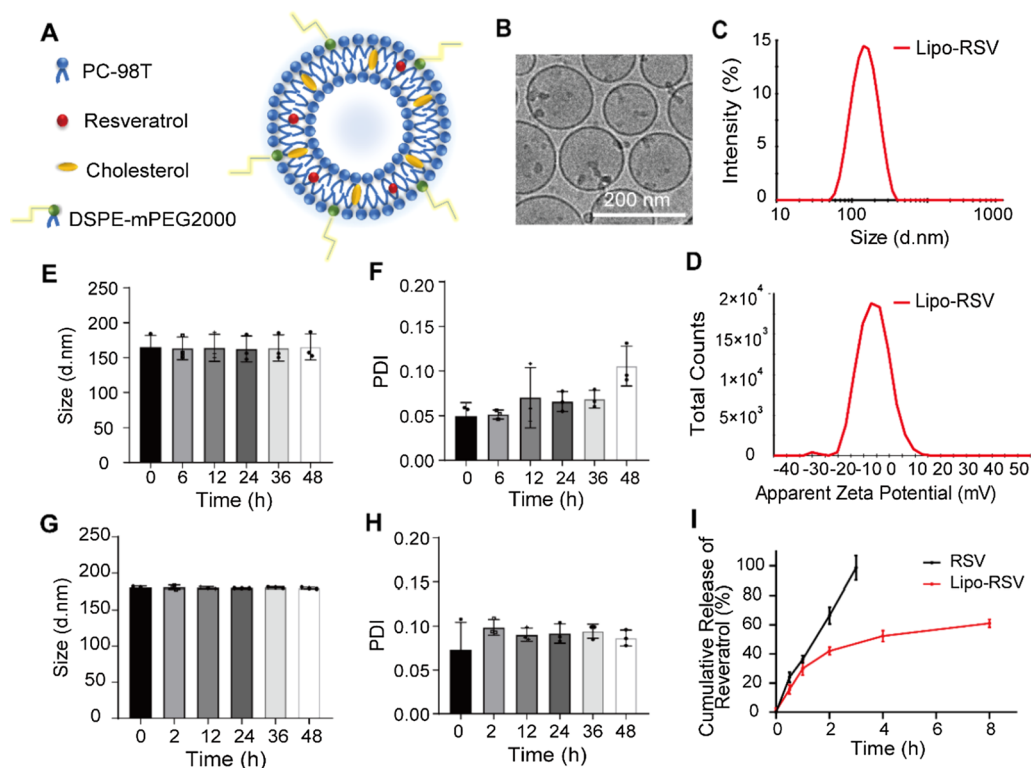 A
PC-98T
Resveratrol
Cholesterol
DSPE-mPEG2000
B
200 nm
C
Lipo-RSV
Intensity (%)
15
10
5
0
10
100
1000
1000
Size (d.nm)
D
Lipo-RSV
Total Counts
2×10⁴
2×10³
1×10⁴
5×10³
0
-40 -30 -20 -10 0 10 20 30 40 50
Apparent Zeta Potential (mV)
E
Size (d.nm)
250
200
150
100
50
0
0 6 12 24 36 48
Time (h)
F
PDI
0.20
0.15
0.10
0.05
0.00
0 6 12 24 36 48
Time (h)
G
Size (d.nm)
250
200
150
100
50
0
0 2 12 24 36 48
Time (h)
H
PDI
0.20
0.15
0.10
0.05
0.00
0 2 12 24 36 48
Time (h)
I
RSV
Lipo-RSV
Cumulative Release of
Reveratrol (%)
100
80
60
40
20
0
0 2 4 6 8
Time (h)